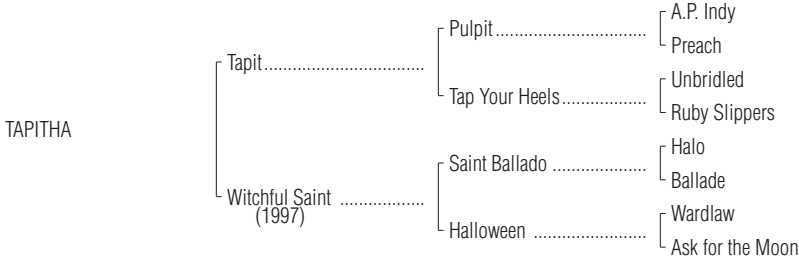 A.P. Indy
Pulpit..................................
Preach
Tapit....................................
Unbridled
Tap Your Heels...................
Ruby Slippers
TAPITHA
Halo
Saint Ballado .....................
Ballade
Witchful Saint ...................
(1997)
Wardlaw
Halloween .........................
Ask for the Moon